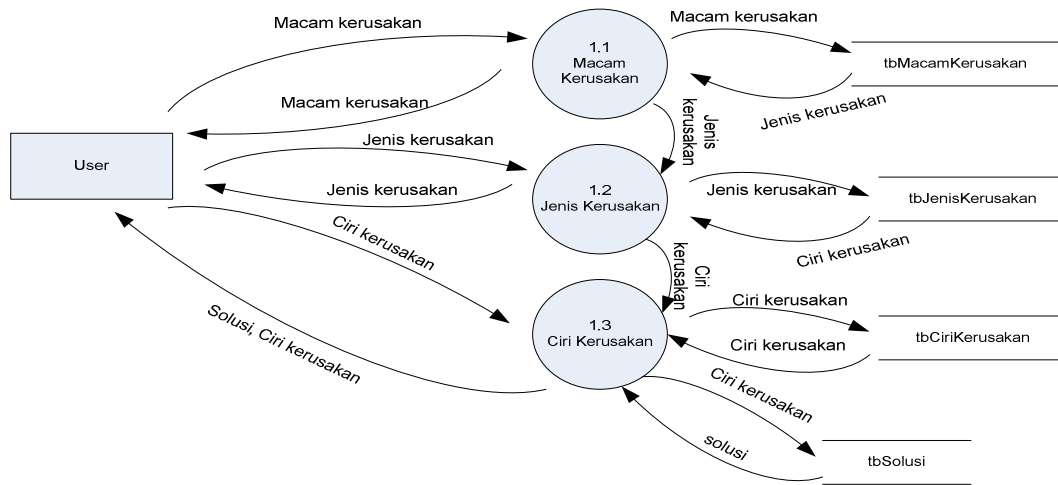 Macam kerusakan
Macam kerusakan
1.1
Macam
Kerusakan
tbMacamKerusakan
Macam kerusakan
Jenis kerusakan
Jenis
kerusakan
User
Jenis kerusakan
Jenis kerusakan
1.2
Jenis Kerusakan
Jenis kerusakan
tbJenisKerusakan
Ciri kerusakan
Ciri kerusakan
Ciri
kerusakan
Solusi, Ciri kerusakan
1.3
Ciri Kerusakan
Ciri kerusakan
tbCiriKerusakan
Ciri kerusakan
Ciri kerusakan
solusi
tbSolusi